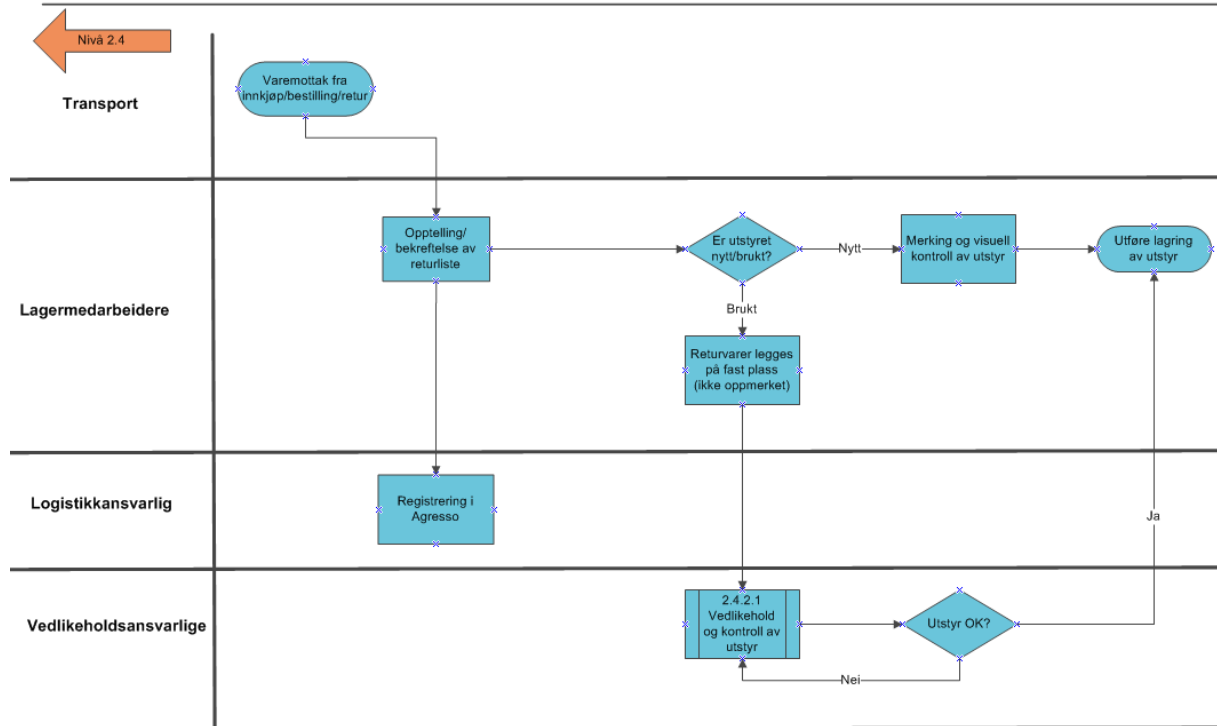 Nivå 2.4
Transport
Varemottak fra
innkjøp/bestilling/retur
Lagermedarbeidere
Opptelling/
bekreftelse av
returliste
Er utstyret
nytt/brukt?
Nytt
Merking og visuell
kontroll av utstyr
Utføre lagring
av utstyr
Brukt
Returvarer legges
på fast plass
(ikke oppmerket)
Logistikkansvarlig
Registrering i
Agresso
Ja
Vedlikeholdsansvarlige
2.4.2.1
Vedlikehold
og kontroll av
utstyr
Utstyr OK?
Nei